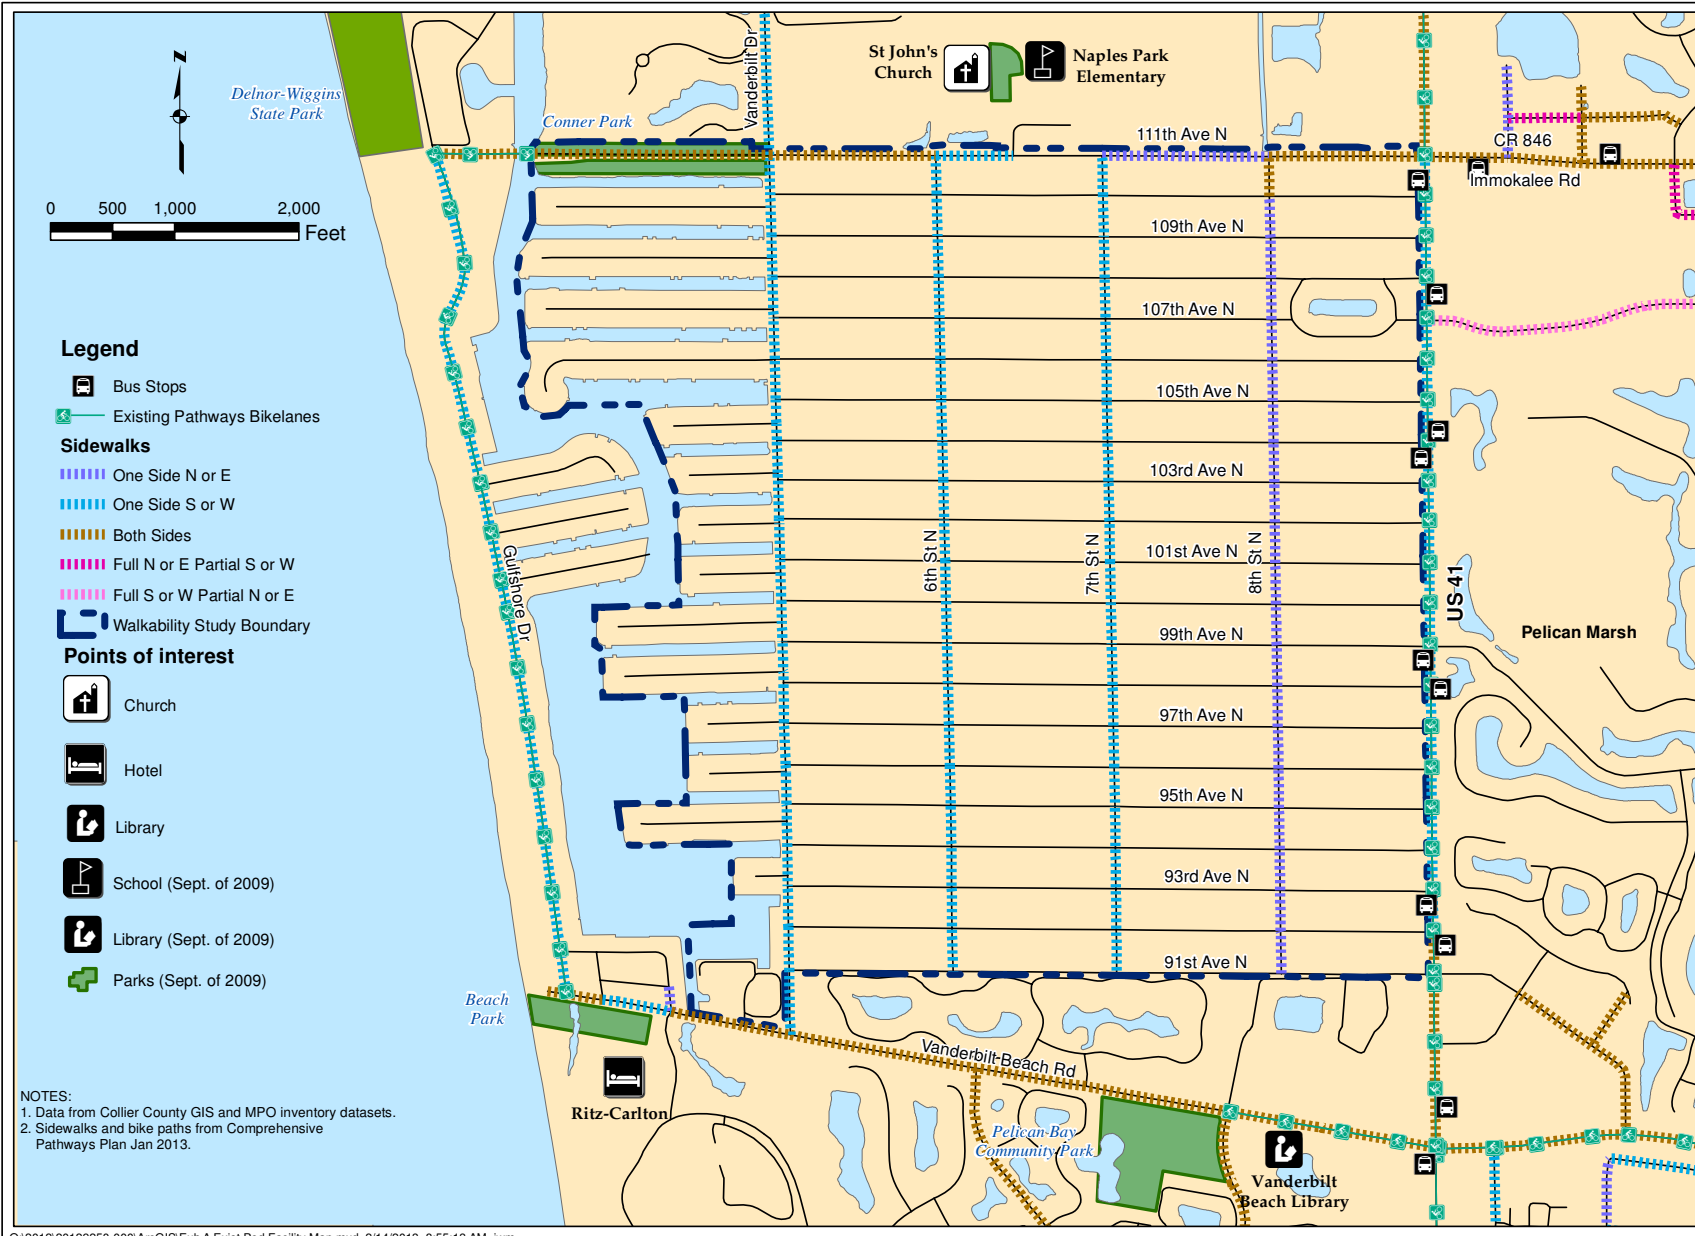 N
Delnor-Wiggins
State Park
Conner Park
Vanderbilt Dr
St John's
Church
Naples Park
Elementary
111th Ave N
CR 846
Immokalee Rd
0 500 1,000 2,000
Feet
109th Ave N
107th Ave N
105th Ave N
103rd Ave N
101st Ave N
99th Ave N
97th Ave N
95th Ave N
93rd Ave N
91st Ave N
6th St N
7th St N
8th St N
US-41
Gulfshore Dr
Pelican Marsh
Legend
Bus Stops
Existing Pathways Bikelanes
Sidewalks
One Side N or E
One Side S or W
Both Sides
Full N or E Partial S or W
Full S or W Partial N or E
Walkability Study Boundary
Points of interest
Church
Hotel
Library
School (Sept. of 2009)
Library (Sept. of 2009)
Parks (Sept. of 2009)
Beach
Park
Ritz-Carlton
Vanderbilt Beach Rd
Pelican Bay
Community Park
Vanderbilt
Beach Library
NOTES:
1. Data from Collier County GIS and MPO inventory datasets.
2. Sidewalks and bike paths from Comprehensive
Pathways Plan Jan 2013.